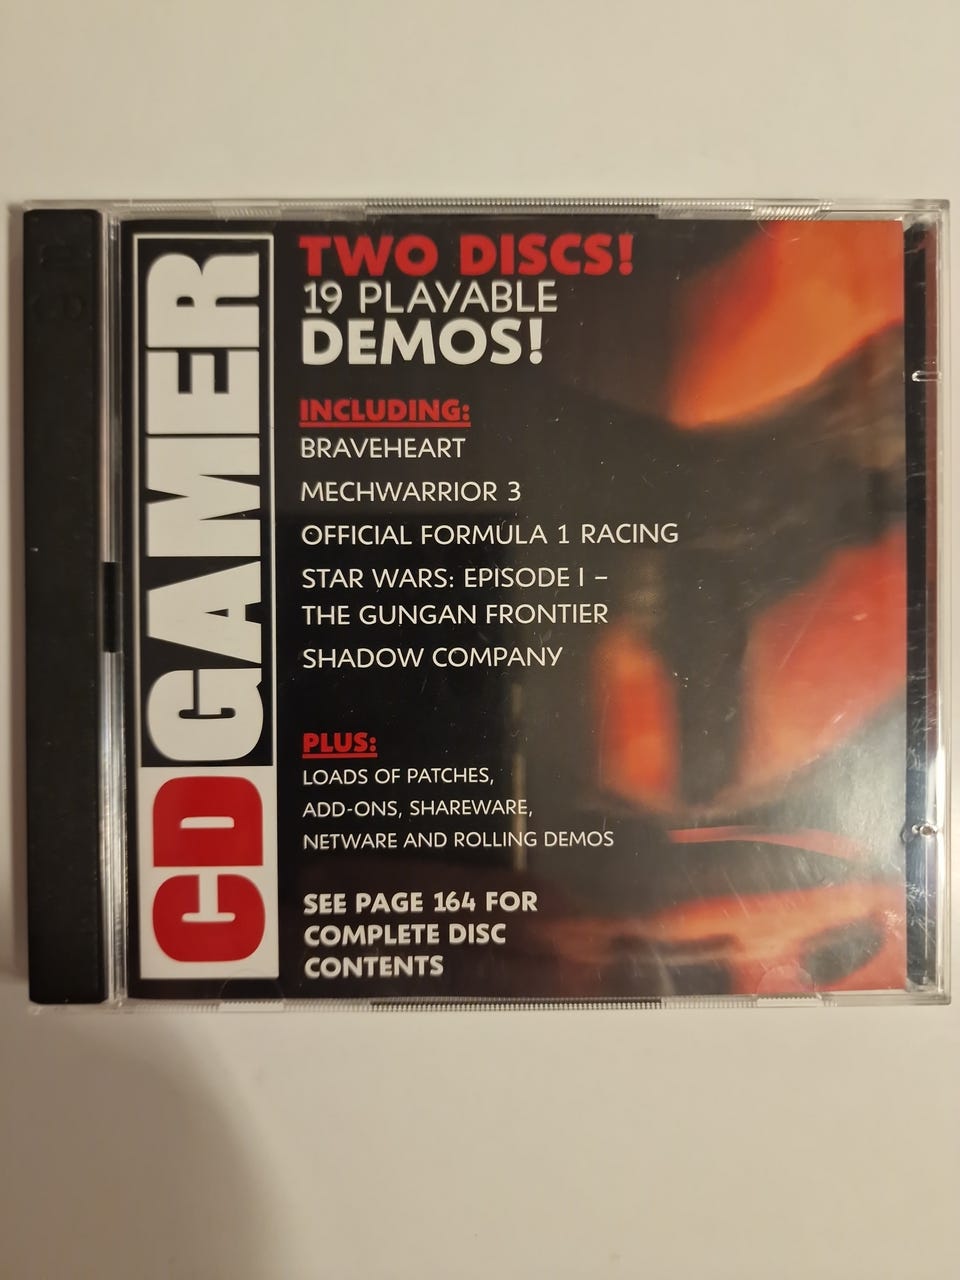 CDGAMER
TWO DISCS!
19 PLAYABLE
DEMOS!
INCLUDING:
BRAVEHEART
MECHWARRIOR 3
OFFICIAL FORMULA 1 RACING
STAR WARS: EPISODE I –
THE GUNGAN FRONTIER
SHADOW COMPANY
PLUS:
LOADS OF PATCHES,
ADD-ONS, SHAREWARE,
NETWARE AND ROLLING DEMOS
SEE PAGE 164 FOR
COMPLETE DISC
CONTENTS